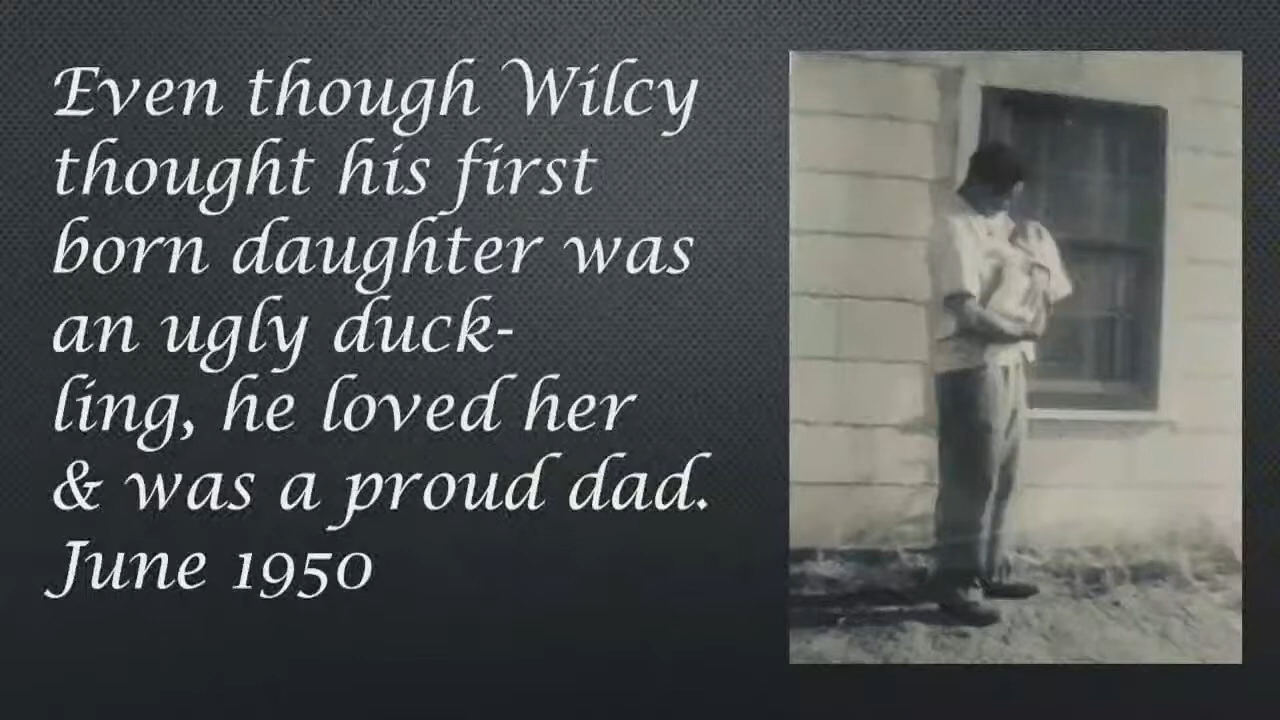 Even though Wilcy
thought his first
born daughter was
an ugly duck-
ling, he loved her
& was a proud dad.
June 1950